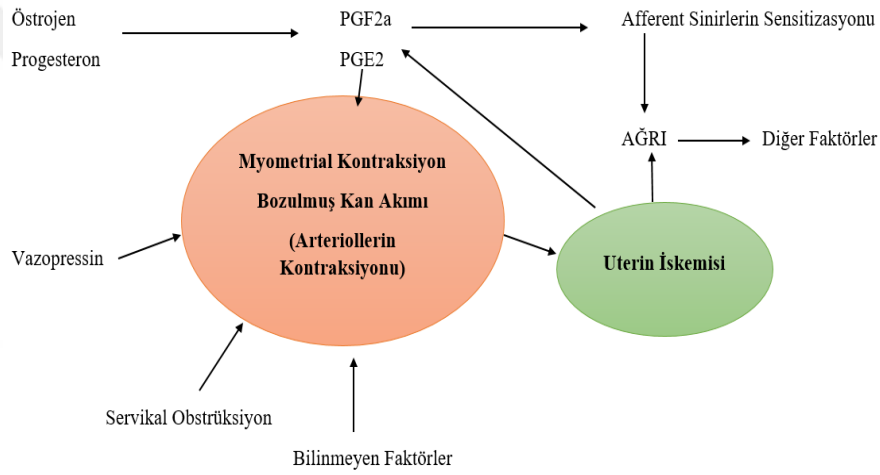 Östrojen
Progesteron
PGF2a
PGE2
Afferent Sinirlerin Sensitizasyonu
AĞRI
Diğer Faktörler
Myometrial Kontraksiyon
Bozulmuş Kan Akımı
(Arteriollerin
Kontraksiyonu)
Uterin İskemisi
Vazopressin
Servikal Obstrüksiyon
Bilinmeyen Faktörler